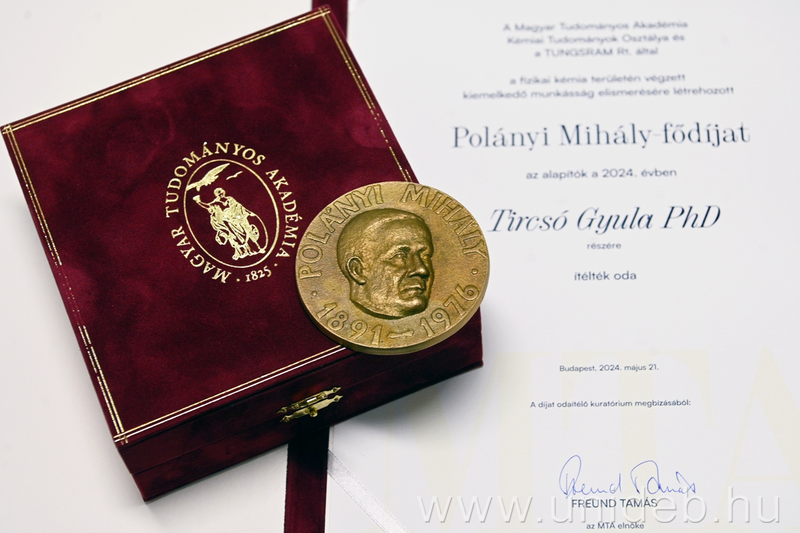 MAGYAR TUDOMÁNYOS AKADÉMIA
· 1825 ·
POLÁNYI MIHÁLY
· 1891 – 1976 ·
A Magyar Tudományos Akadémia
Kémiai Tudományok Osztálya és
a TUNGSRAM Rt. által
a fizikai kémia területén végzett
kiemelkedő munkásság elismerésére létrehozott
Polányi Mihály-fődíjat
az alapítók a 2024. évben
Tircsó Gyula PhD
részére
ítélték oda
Budapest, 2024. május 21.
A díjat odaítélő kuratórium megbízásából:
Freund Tamás
FREUND TAMÁS
az MTA elnöke
MTA
www.unideb.hu